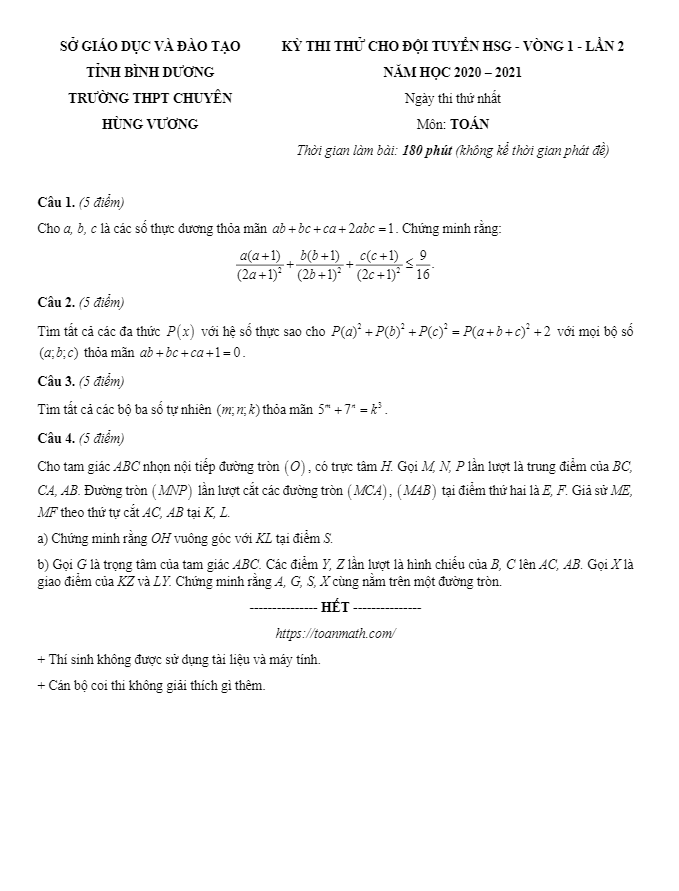 SỞ GIÁO DỤC VÀ ĐÀO TẠO
TỈNH BÌNH DƯƠNG
TRƯỜNG THPT CHUYÊN
HÙNG VƯƠNG
KỲ THI THỬ CHO ĐỘI TUYỂN HSG - VÒNG 1 - LẦN 2
NĂM HỌC 2020 – 2021
Ngày thi thứ nhất
Môn: TOÁN
Thời gian làm bài: 180 phút (không kể thời gian phát đề)
Câu 1. (5 điểm)
Cho a, b, c là các số thực dương thỏa mãn ab + bc + ca + 2abc = 1. Chứng minh rằng:
a(a+1)/(2a+1)² + b(b+1)/(2b+1)² + c(c+1)/(2c+1)² ≤ 9/16.
Câu 2. (5 điểm)
Tìm tất cả các đa thức P(x) với hệ số thực sao cho P(a)² + P(b)² + P(c)² = P(a+b+c)² + 2 với mọi bộ số
(a;b;c) thỏa mãn ab + bc + ca + 1 = 0.
Câu 3. (5 điểm)
Tìm tất cả các bộ ba số tự nhiên (m;n;k) thỏa mãn 5ᵐ + 7ⁿ = k³.
Câu 4. (5 điểm)
Cho tam giác ABC nhọn nội tiếp đường tròn (O), có trực tâm H. Gọi M, N, P lần lượt là trung điểm của BC,
CA, AB. Đường tròn (MNP) lần lượt cắt các đường tròn (MCA), (MAB) tại điểm thứ hai là E, F. Giả sử ME,
MF theo thứ tự cắt AC, AB tại K, L.
a) Chứng minh rằng OH vuông góc với KL tại điểm S.
b) Gọi G là trọng tâm của tam giác ABC. Các điểm Y, Z lần lượt là hình chiếu của B, C lên AC, AB. Gọi X là
giao điểm của KZ và LY. Chứng minh rằng A, G, S, X cùng nằm trên một đường tròn.
--------------- HẾT ---------------
https://toanmath.com/
+ Thí sinh không được sử dụng tài liệu và máy tính.
+ Cán bộ coi thi không giải thích gì thêm.